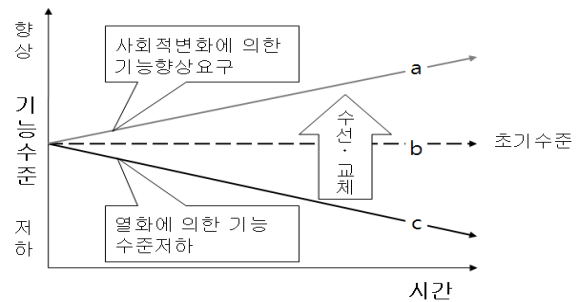 향상
기능수준
저하
사회적변화에 의한
기능향상요구
a
수선·교체
b
초기수준
열화에 의한 기능
수준저하
c
시간